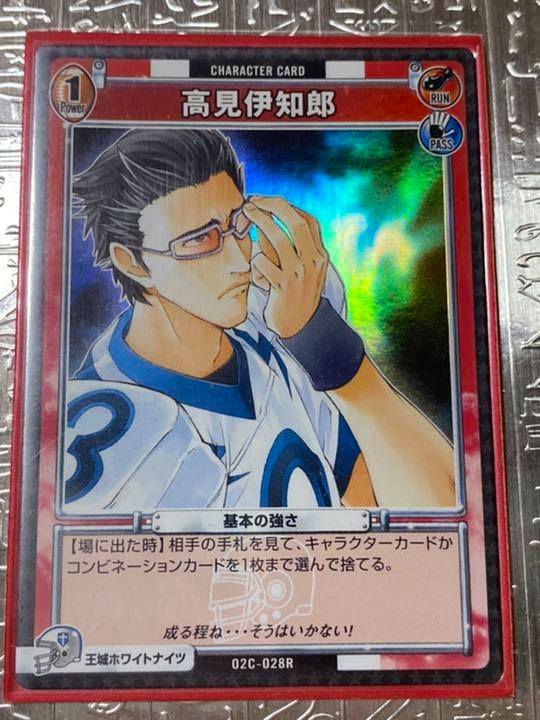 CHARACTER CARD
1
Power
高見伊知郎
RUN
PASS
3
基本の強さ
【場に出た時】相手の手札を見て、キャラクターカードか
コンビネーションカードを1枚まで選んで捨てる。
成る程ね・・・そうはいかない!
王城ホワイトナイツ
02C-028R